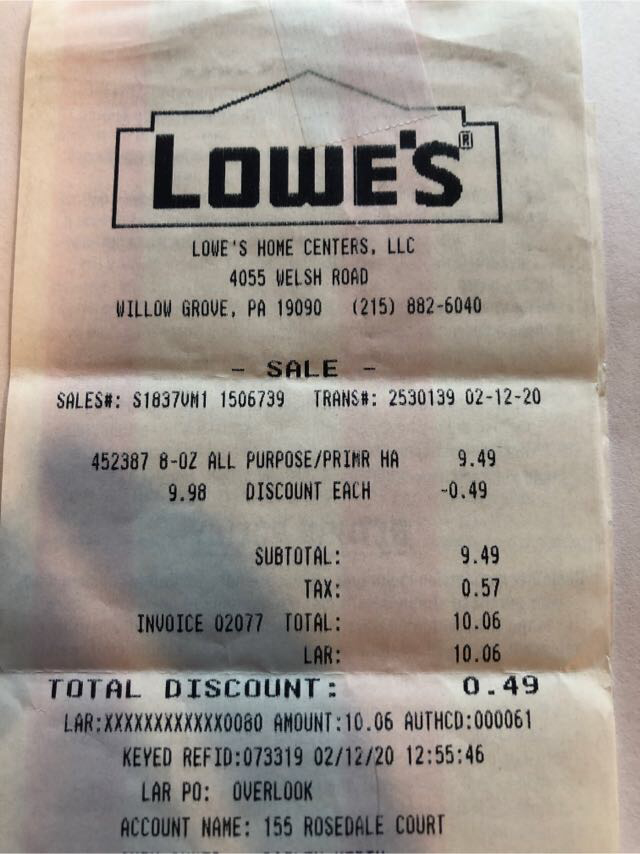 LOWE'S®
LOWE'S HOME CENTERS, LLC
4055 WELSH ROAD
WILLOW GROVE, PA 19090 (215) 882-6040
- SALE -
SALES#: S1837VM1 1506739 TRANS#: 2530139 02-12-20
452387 8-OZ ALL PURPOSE/PRIMR HA 9.49
9.98 DISCOUNT EACH -0.49
SUBTOTAL: 9.49
TAX: 0.57
INVOICE 02077 TOTAL: 10.06
LAR: 10.06
TOTAL DISCOUNT: 0.49
LAR:XXXXXXXXXXXX0080 AMOUNT:10.06 AUTHCD:000061
KEYED REFID:073319 02/12/20 12:55:46
LAR PO: OVERLOOK
ACCOUNT NAME: 155 ROSEDALE COURT